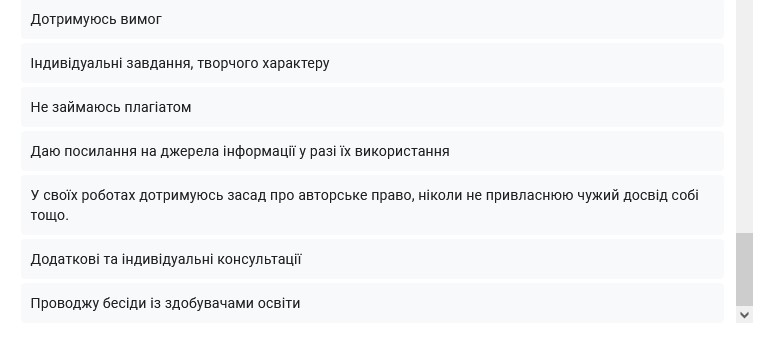 Дотримуюсь вимог
Індивідуальні завдання, творчого характеру
Не займаюсь плагіатом
Даю посилання на джерела інформації у разі їх використання
У своїх роботах дотримуюсь засад про авторське право, ніколи не привласнюю чужий досвід собі
тощо.
Додаткові та індивідуальні консультації
Проводжу бесіди із здобувачами освіти